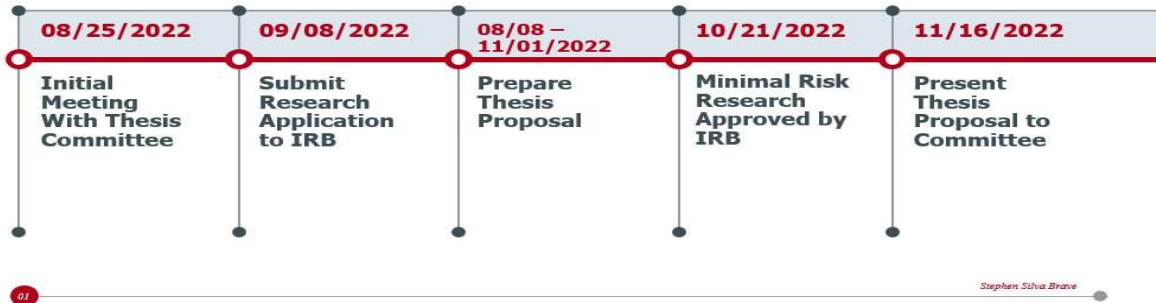 08/25/2022
Initial
Meeting
With Thesis
Committee
09/08/2022
Submit
Research
Application
to IRB
08/08 –
11/01/2022
Prepare
Thesis
Proposal
10/21/2022
Minimal Risk
Research
Approved by
IRB
11/16/2022
Present
Thesis
Proposal to
Committee
01
Stephen Silva Brave